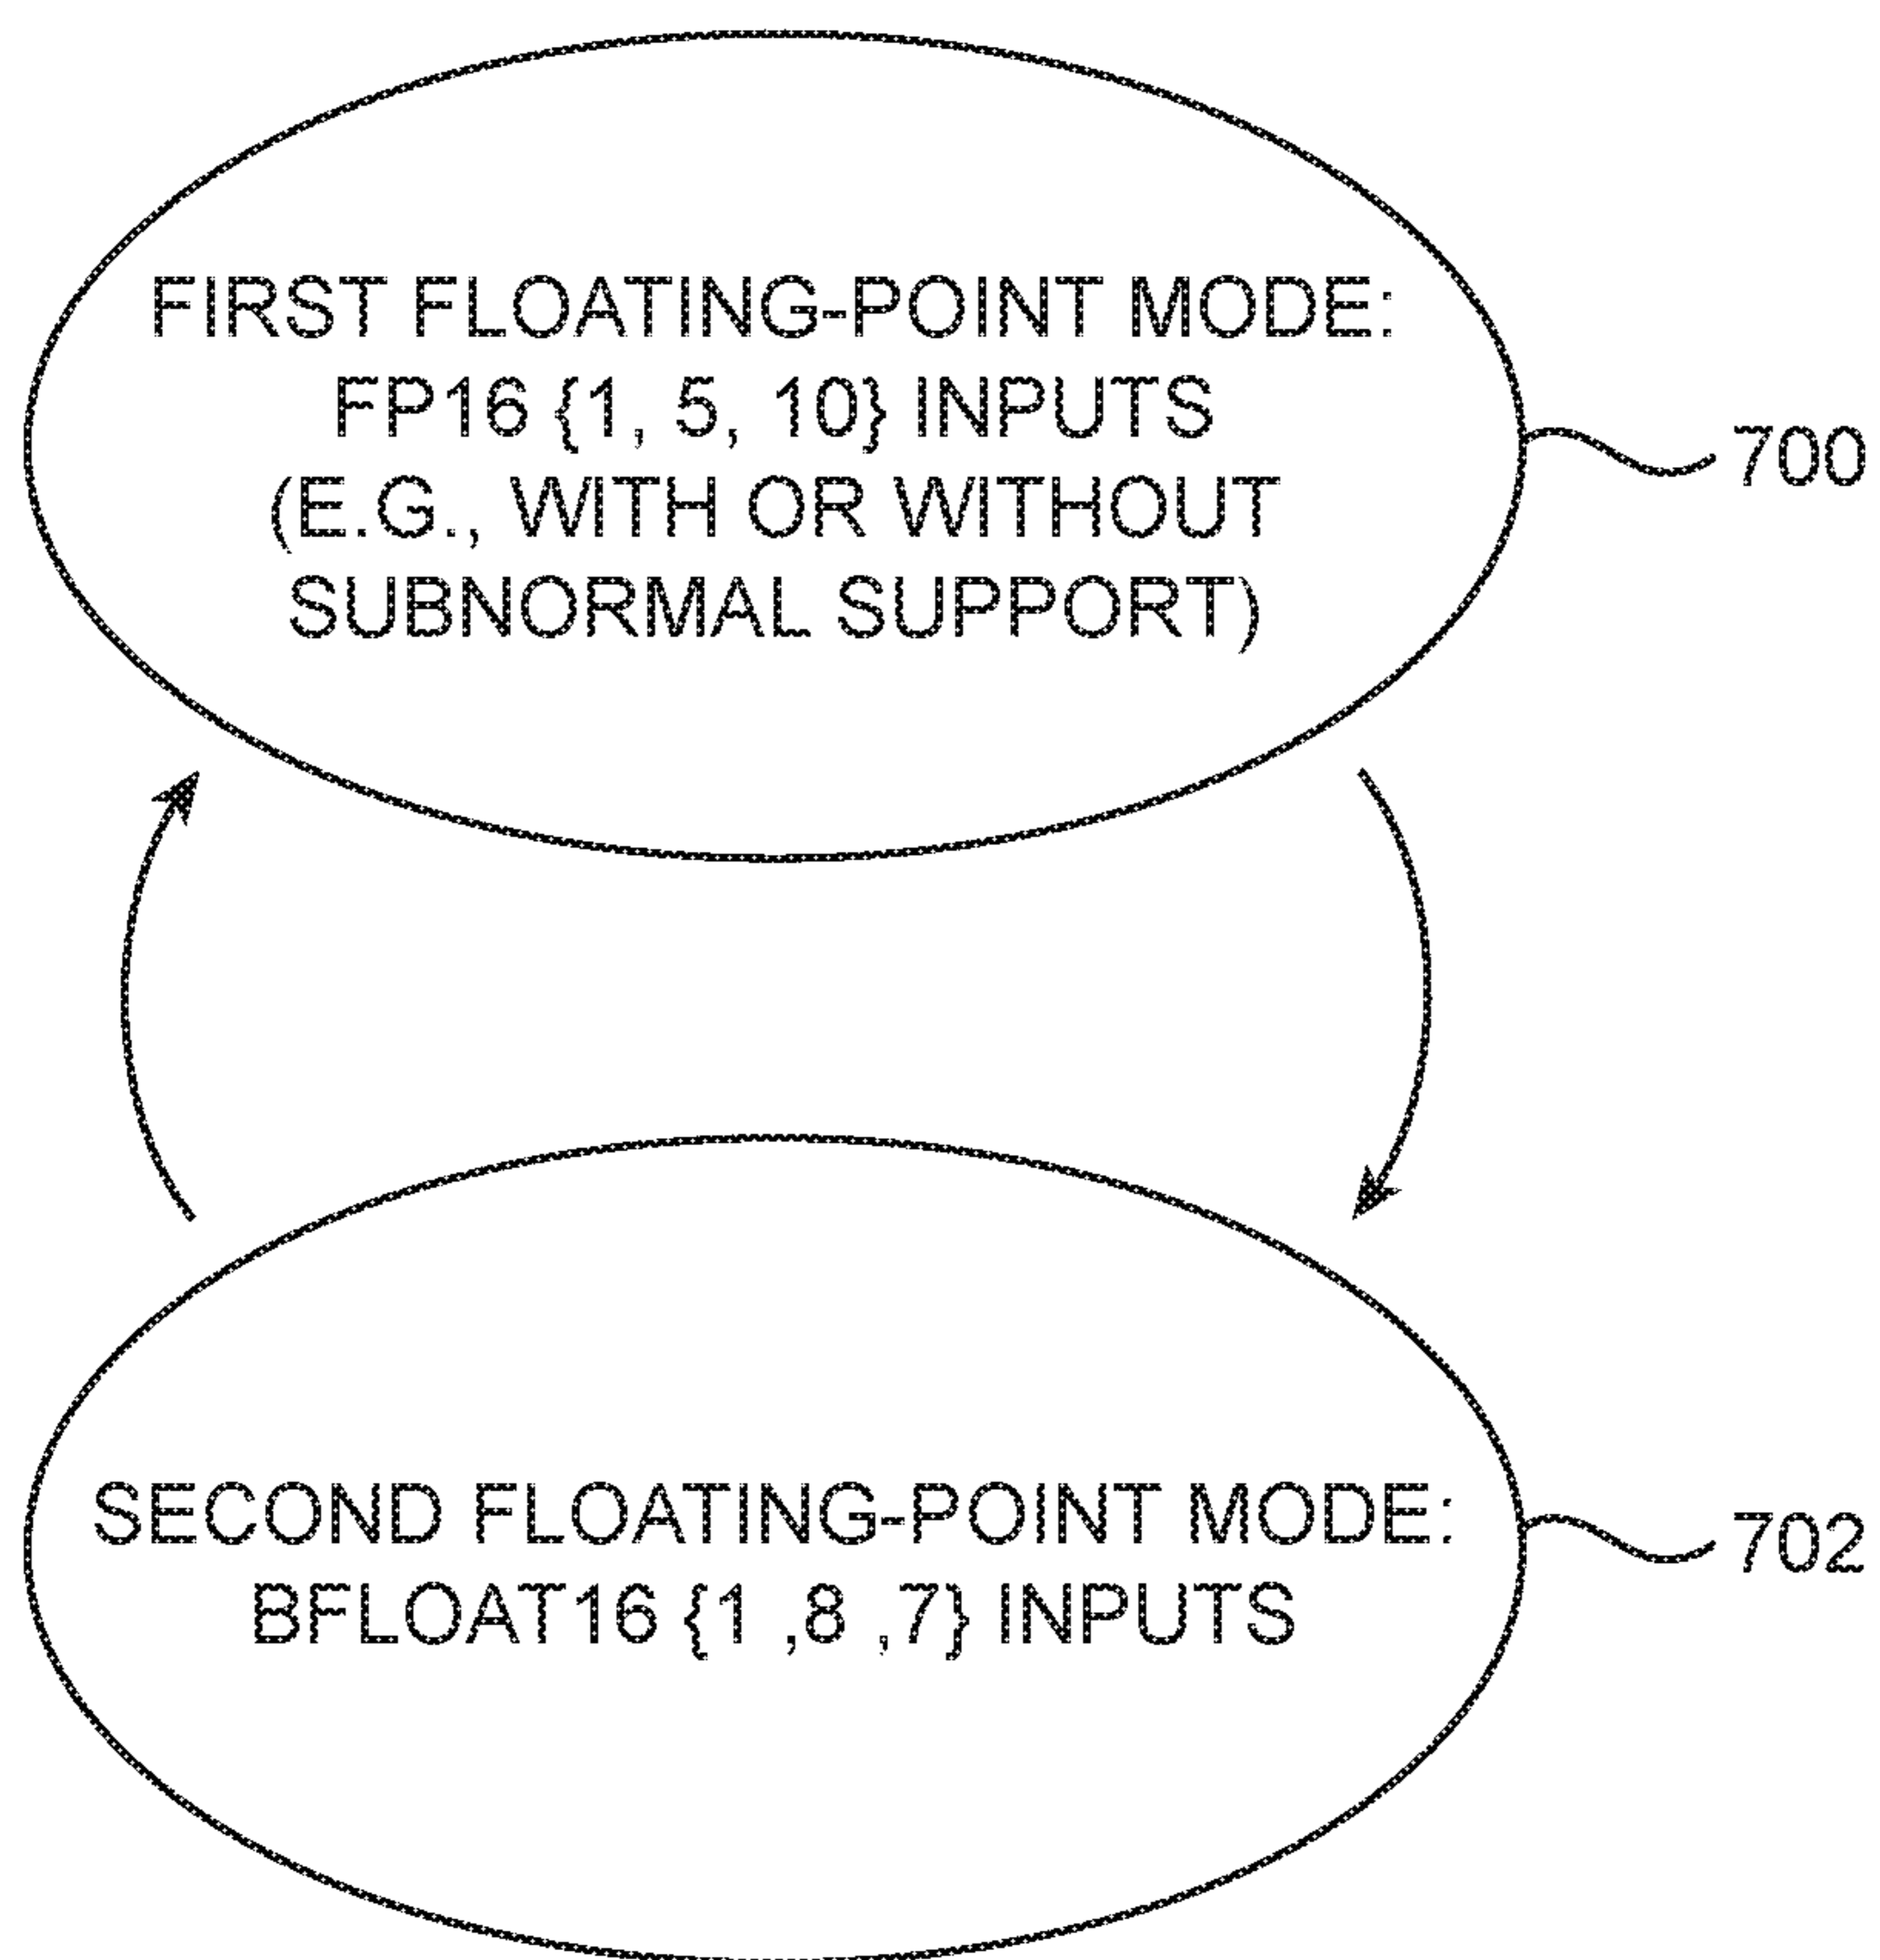 FIRST FLOATING-POINT MODE:
FP16 {1, 5, 10} INPUTS
(E.G., WITH OR WITHOUT
SUBNORMAL SUPPORT)
700
SECOND FLOATING-POINT MODE:
BFLOAT16 {1 ,8 ,7} INPUTS
702